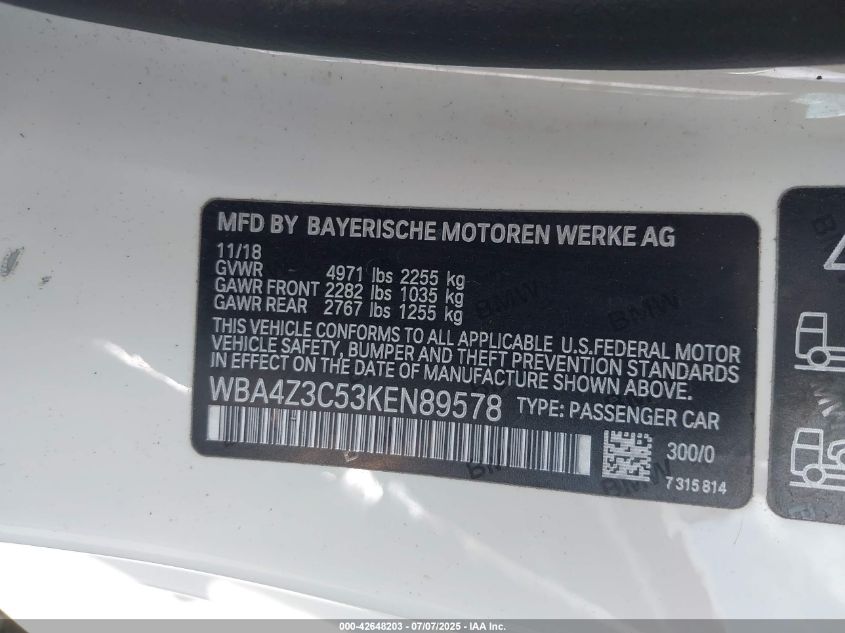 MFD BY BAYERISCHE MOTOREN WERKE AG
11/18
GVWR 4971 lbs 2255 kg
GAWR FRONT 2282 lbs 1035 kg
GAWR REAR 2767 lbs 1255 kg
THIS VEHICLE CONFORMS TO ALL APPLICABLE U.S.FEDERAL MOTOR
VEHICLE SAFETY, BUMPER AND THEFT PREVENTION STANDARDS
IN EFFECT ON THE DATE OF MANUFACTURE SHOWN ABOVE.
WBA4Z3C53KEN89578 TYPE: PASSENGER CAR
300/0
7315814
000-42648203 - 07/07/2025 - IAA Inc.